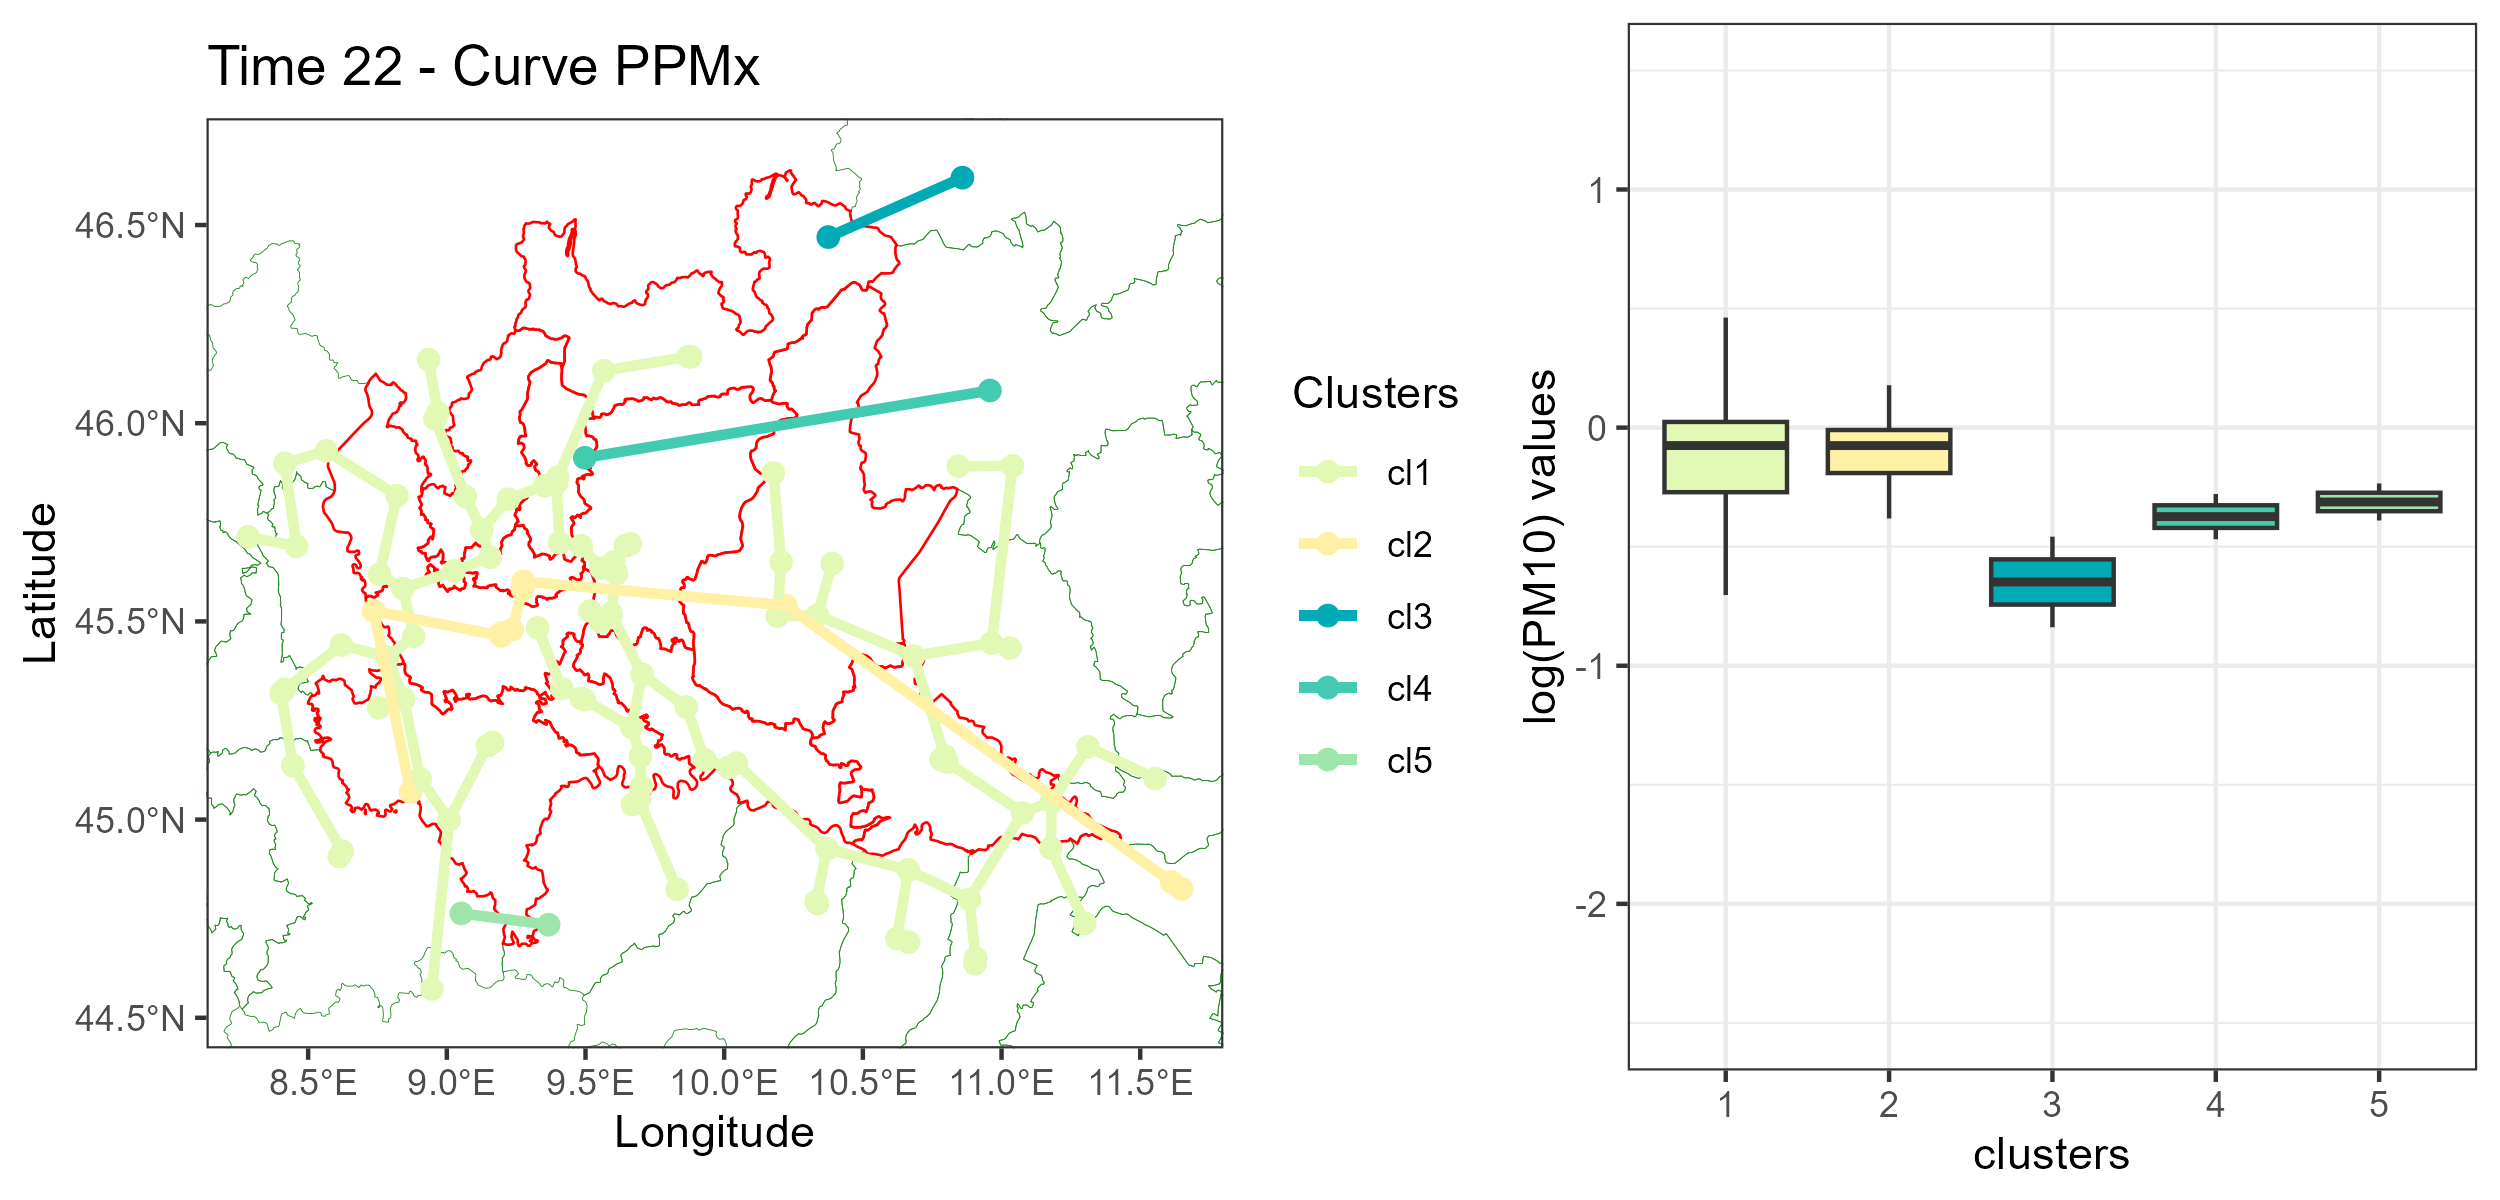 Time 22 - Curve PPMx
46.5°N
46.0°N
45.5°N
45.0°N
44.5°N
Latitude
8.5°E 9.0°E 9.5°E 10.0°E 10.5°E 11.0°E 11.5°E
Longitude
Clusters
cl1
cl2
cl3
cl4
cl5
log(PM10) values
1
0
-1
-2
1 2 3 4 5
clusters